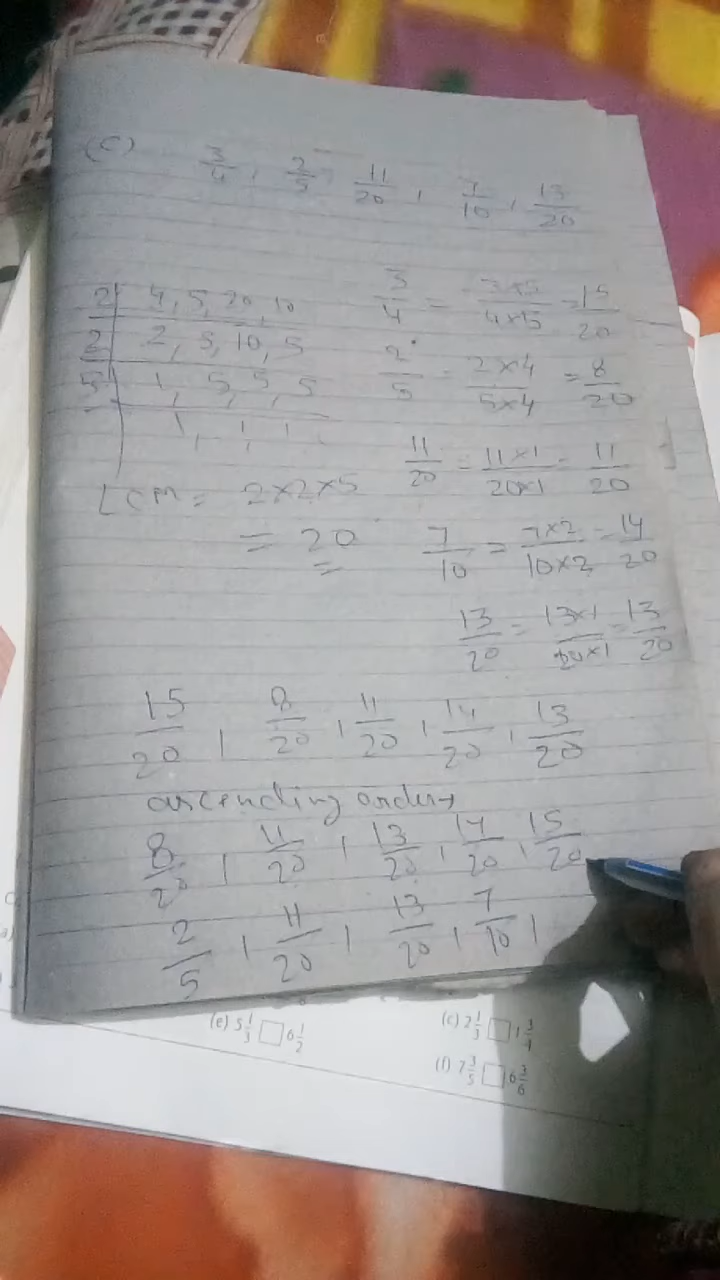 (C) 3/4, 2/5, 11/20, 7/10, 13/20
2 | 4, 5, 20, 10
2 | 2, 5, 10, 5
5 | 1, 5, 5, 5
1, 1, 1
LCM = 2×2×5
= 20
3/4 = 3×5/4×5 = 15/20
2/5 = 2×4/5×4 = 8/20
11/20 = 11×1/20×1 = 11/20
7/10 = 7×2/10×2 = 14/20
13/20 = 13×1/20×1 = 13/20
15/20, 8/20, 11/20, 14/20, 13/20
ascending order→
8/20, 11/20, 13/20, 14/20, 15/20
2/5, 11/20, 13/20, 7/10,
(e) 5 1/3 □ 6 1/2
(c) 2 1/3 □ 1 3/4
(f) 7 3/5 □ 6 3/6